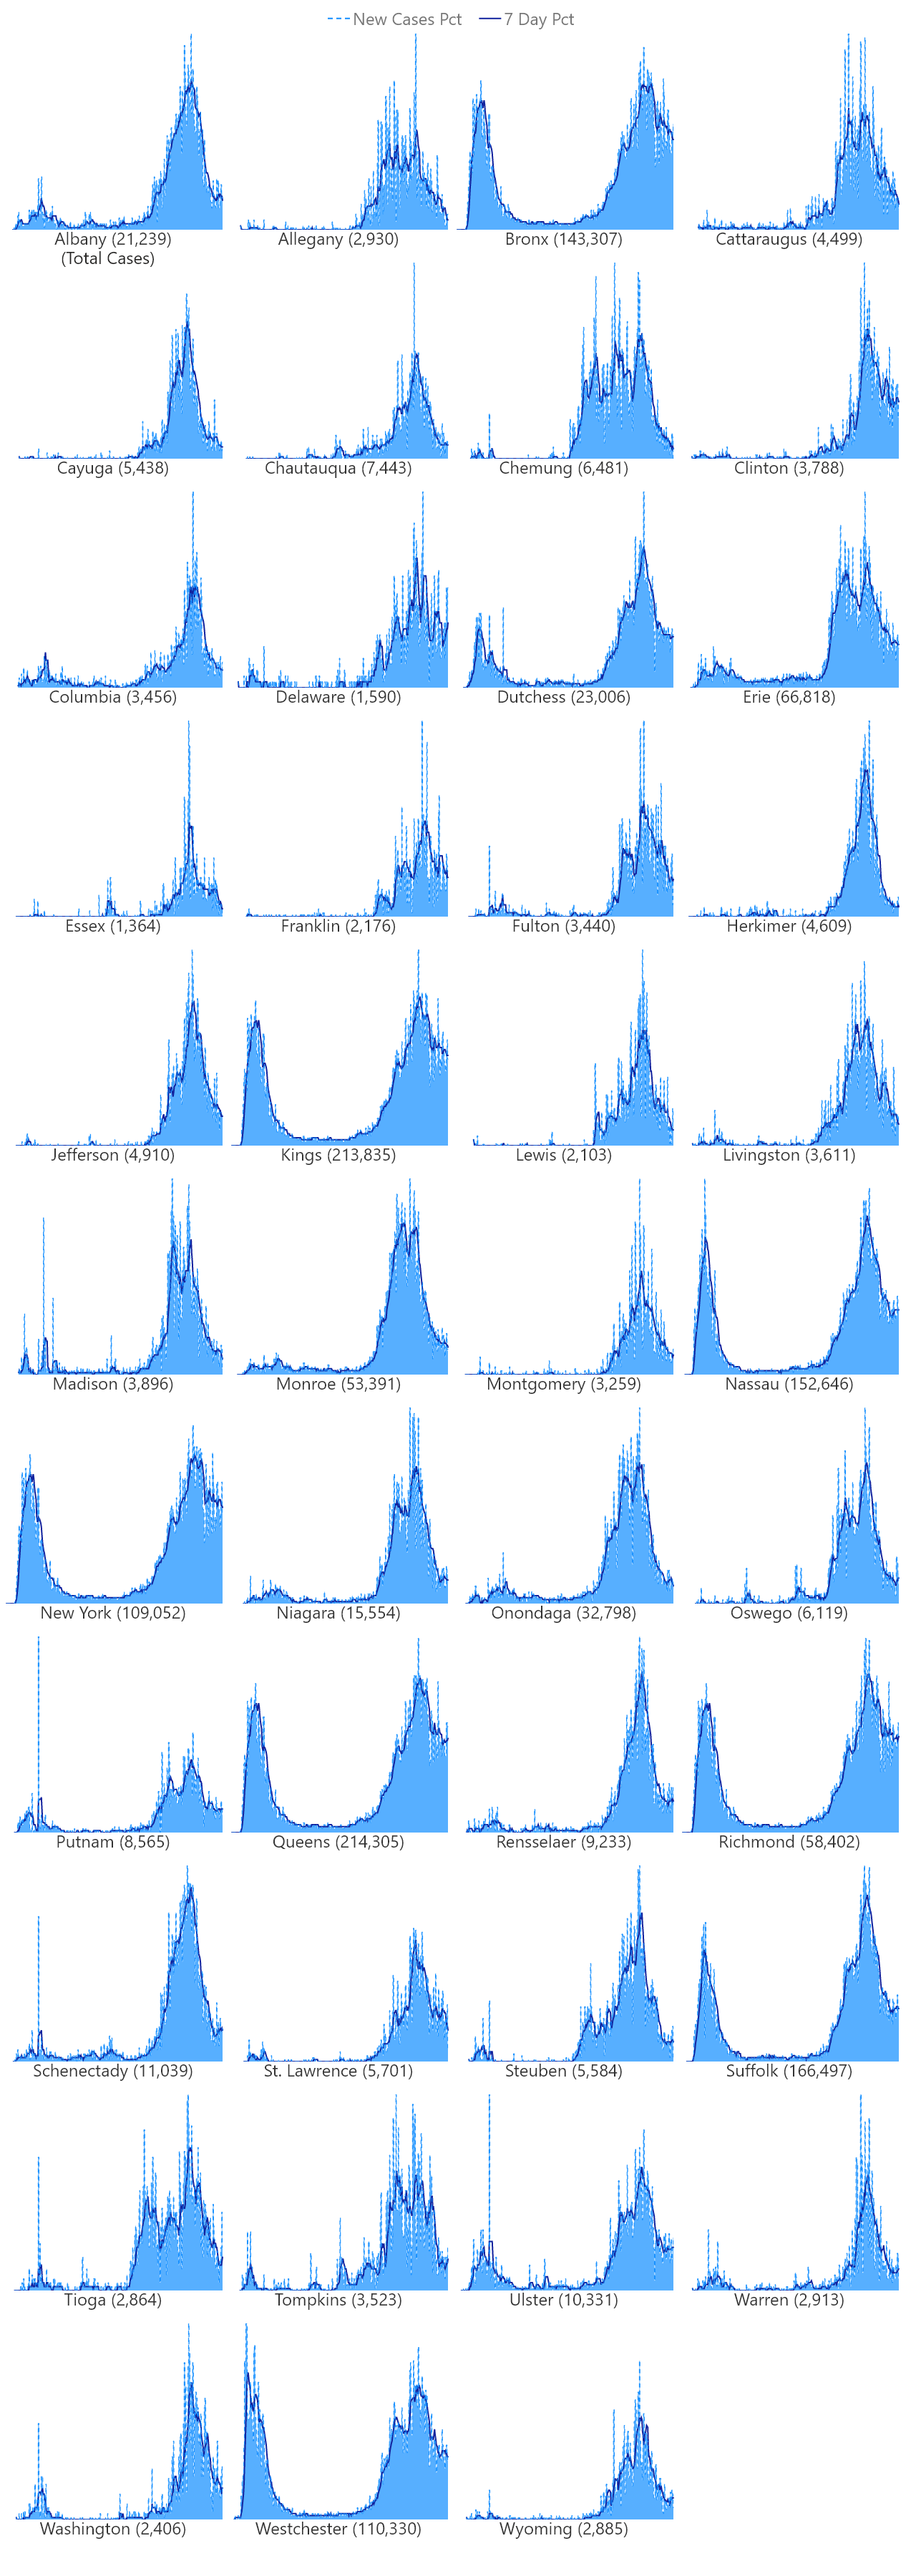 New Cases Pct 7 Day Pct
Albany (21,239) Allegany (2,930) Bronx (143,307) Cattaraugus (4,499)
(Total Cases)
Cayuga (5,438) Chautauqua (7,443) Chemung (6,481) Clinton (3,788)
Columbia (3,456) Delaware (1,590) Dutchess (23,006) Erie (66,818)
Essex (1,364) Franklin (2,176) Fulton (3,440) Herkimer (4,609)
Jefferson (4,910) Kings (213,835) Lewis (2,103) Livingston (3,611)
Madison (3,896) Monroe (53,391) Montgomery (3,259) Nassau (152,646)
New York (109,052) Niagara (15,554) Onondaga (32,798) Oswego (6,119)
Putnam (8,565) Queens (214,305) Rensselaer (9,233) Richmond (58,402)
Schenectady (11,039) St. Lawrence (5,701) Steuben (5,584) Suffolk (166,497)
Tioga (2,864) Tompkins (3,523) Ulster (10,331) Warren (2,913)
Washington (2,406) Westchester (110,330) Wyoming (2,885)